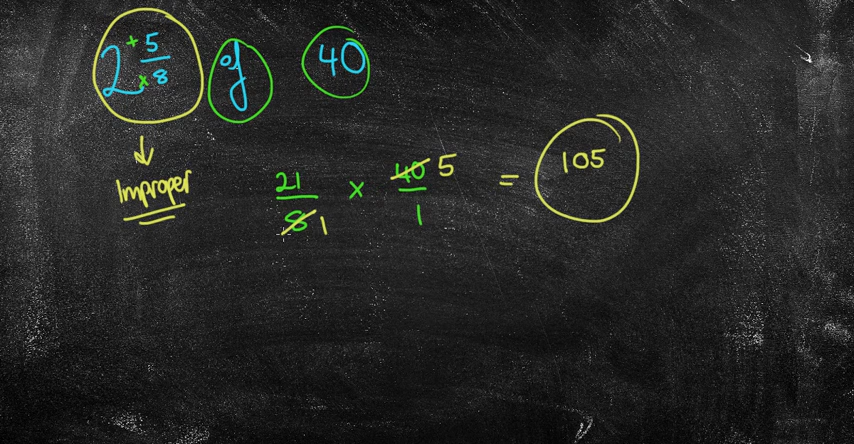 2 + 5/8 x of 40
Improper
21/8 1 x 40/1 5 = 105